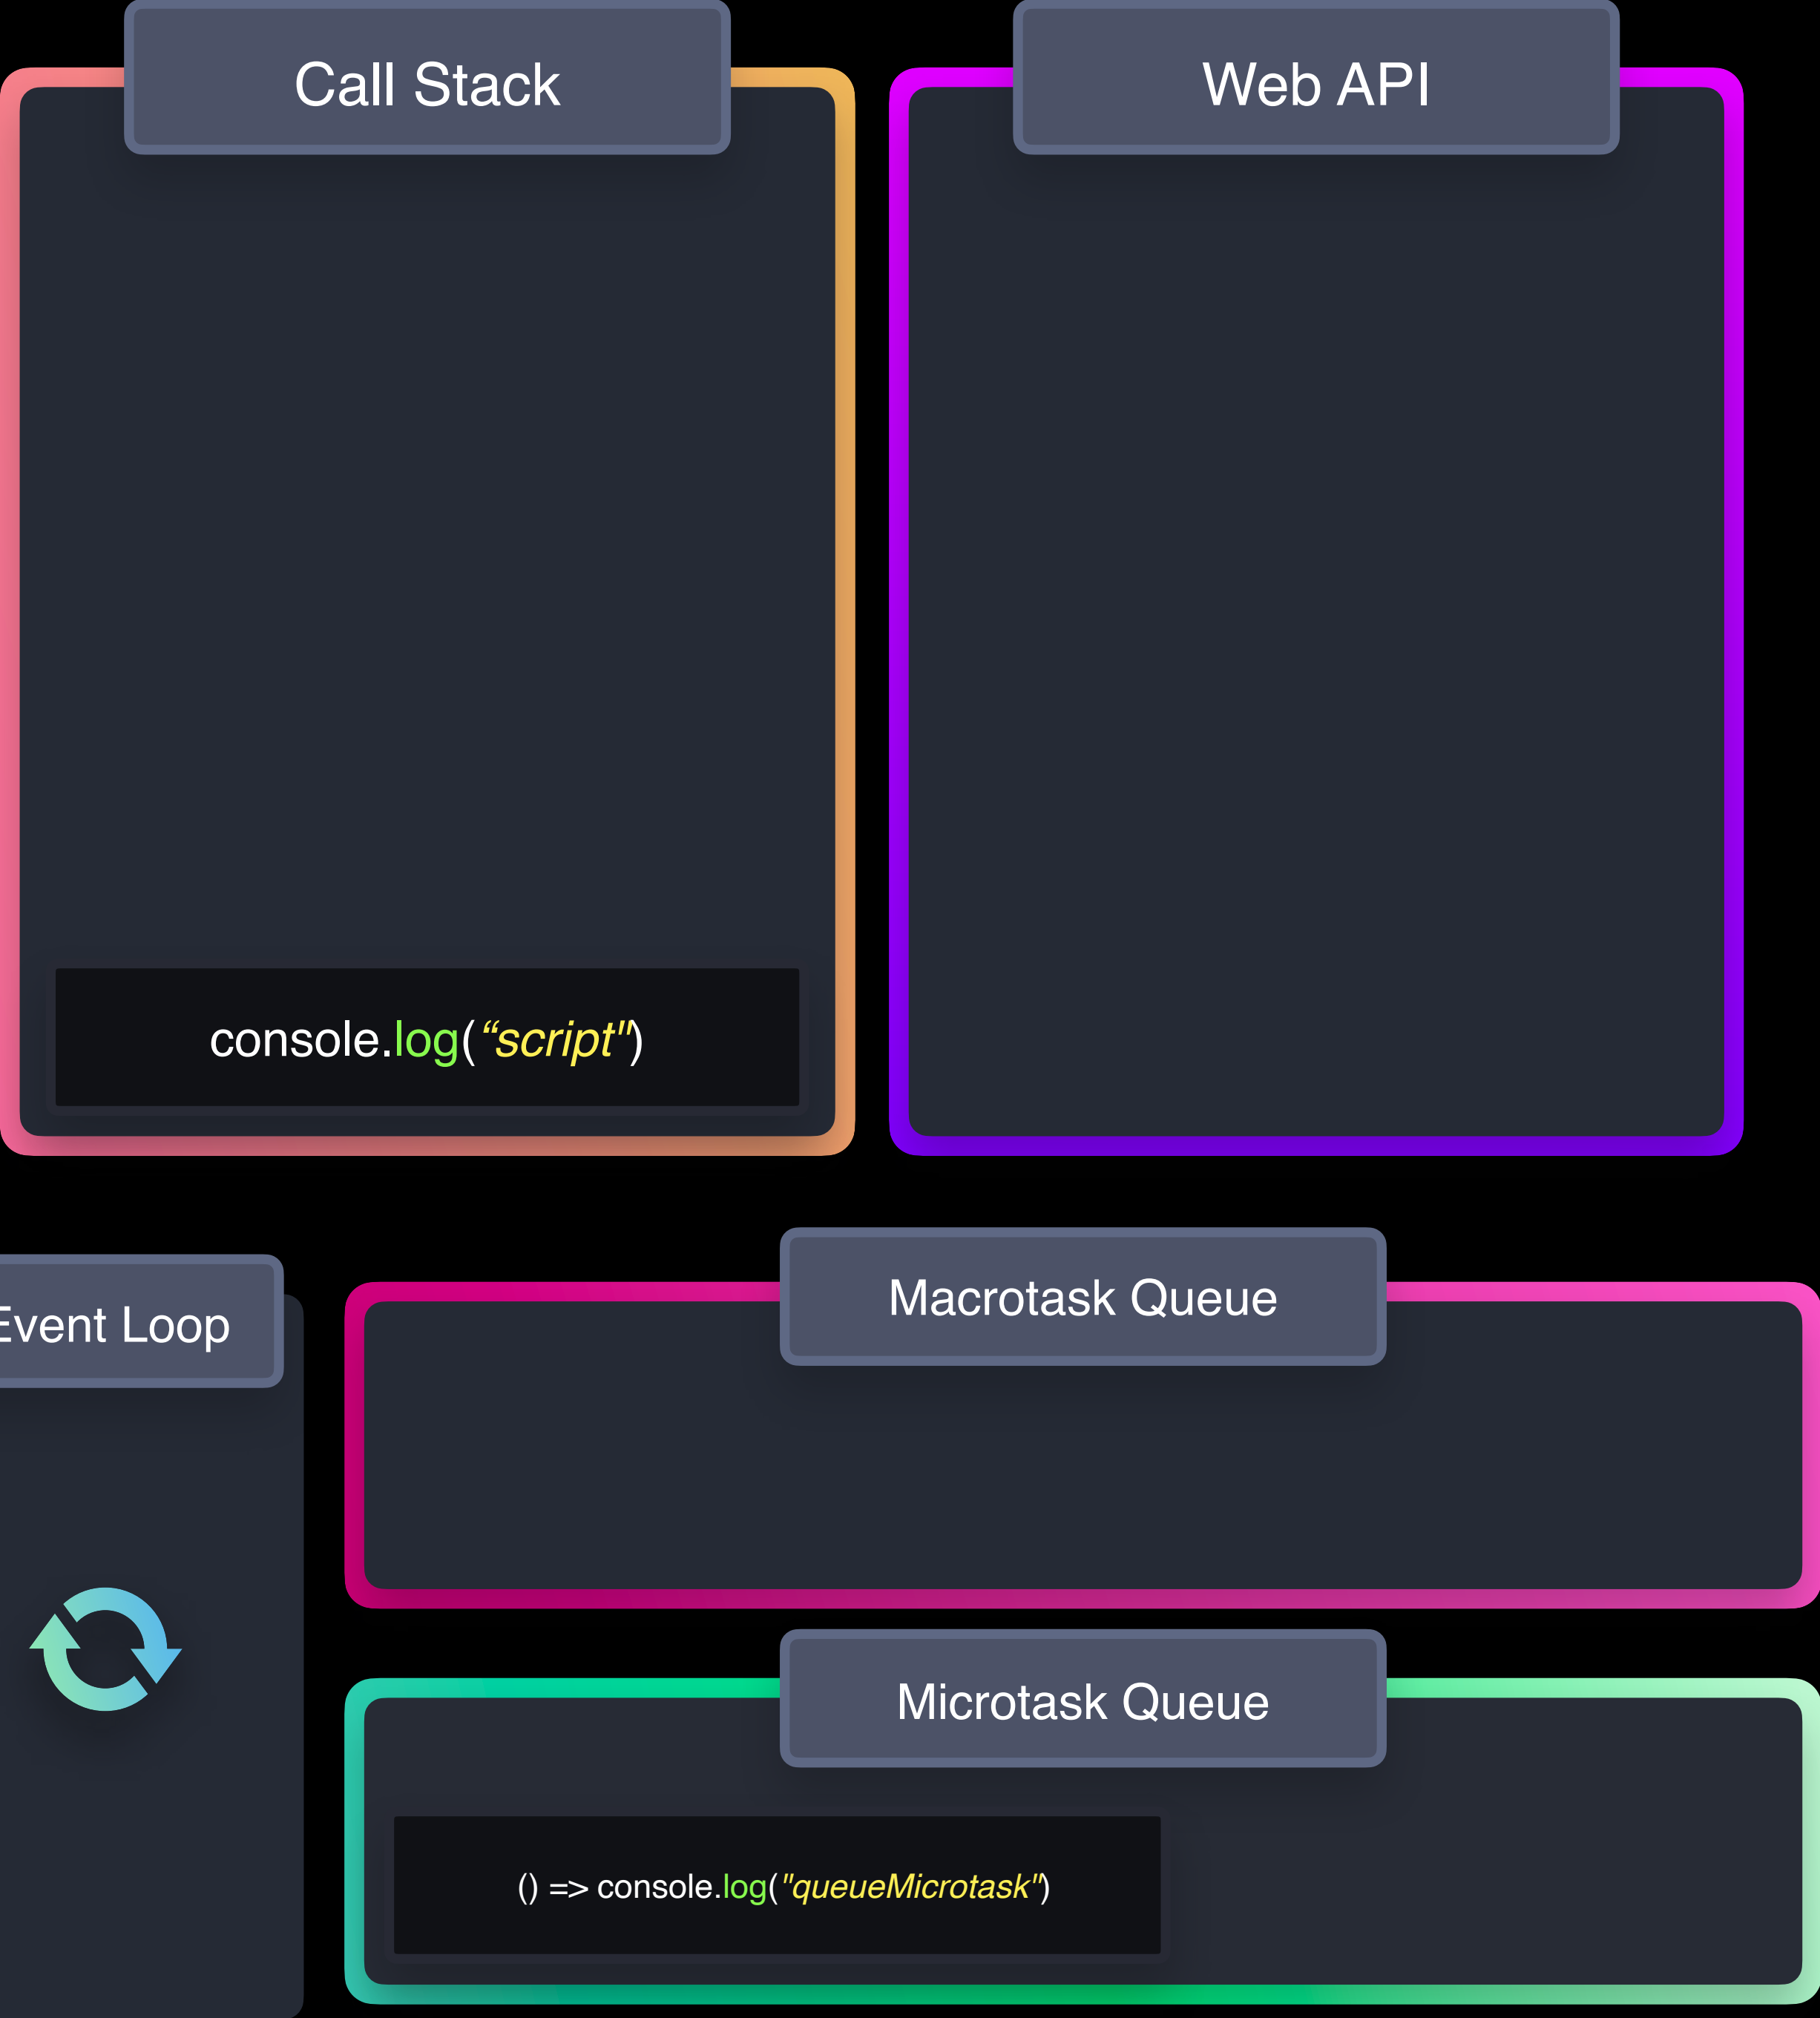 Call Stack
Web API
console.log(“script")
Event Loop
Macrotask Queue
Microtask Queue
() => console.log("queueMicrotask")